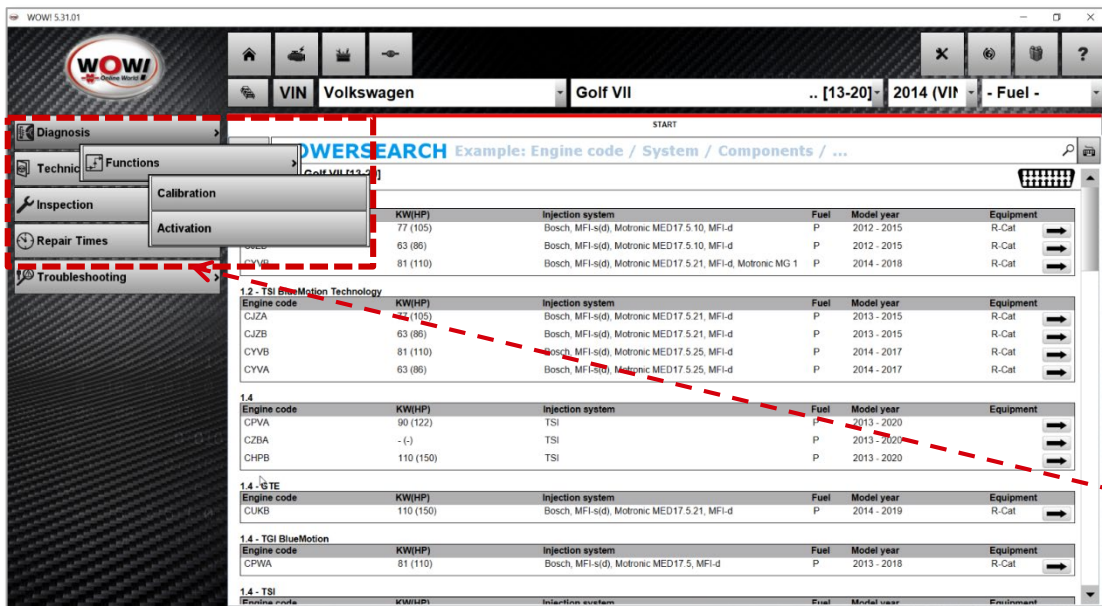 WOW! 5.31.01
WOW!
Online World
VIN Volkswagen Golf VII .. [13-20] 2014 (VIN - Fuel -
START
Diagnosis
Functions
Calibration
Activation
Technic
Inspection
Repair Times
Troubleshooting
OWERSEARCH Example: Engine code / System / Components / ...
Golf VII [13-20]
KW(HP) Injection system Fuel Model year Equipment
77 (105) Bosch, MFI-s(d), Motronic MED17.5.10, MFI-d P 2012 - 2015 R-Cat
63 (86) Bosch, MFI-s(d), Motronic MED17.5.10, MFI-d P 2012 - 2015 R-Cat
CYVB 81 (110) Bosch, MFI-s(d), Motronic MED17.5.21, MFI-d, Motronic MG 1 P 2014 - 2018 R-Cat
1.2 - TSI BlueMotion Technology
Engine code KW(HP) Injection system Fuel Model year Equipment
CJZA 77 (105) Bosch, MFI-s(d), Motronic MED17.5.21, MFI-d P 2013 - 2015 R-Cat
CJZB 63 (86) Bosch, MFI-s(d), Motronic MED17.5.21, MFI-d P 2013 - 2015 R-Cat
CYVB 81 (110) Bosch, MFI-s(d), Motronic MED17.5.25, MFI-d P 2014 - 2017 R-Cat
CYVA 63 (86) Bosch, MFI-s(d), Motronic MED17.5.25, MFI-d P 2014 - 2017 R-Cat
1.4
Engine code KW(HP) Injection system Fuel Model year Equipment
CPVA 90 (122) TSI P 2013 - 2020
CZBA - (-) TSI P 2013 - 2020
CHPB 110 (150) TSI P 2013 - 2020
1.4 - GTE
Engine code KW(HP) Injection system Fuel Model year Equipment
CUKB 110 (150) Bosch, MFI-s(d), Motronic MED17.5.21, MFI-d P 2014 - 2019 R-Cat
1.4 - TGI BlueMotion
Engine code KW(HP) Injection system Fuel Model year Equipment
CPWA 81 (110) Bosch, MFI-s(d), Motronic MED17.5, MFI-d P 2013 - 2018 R-Cat
1.4 - TSI
Engine code KW(HP) Injection system Fuel Model year Equipment